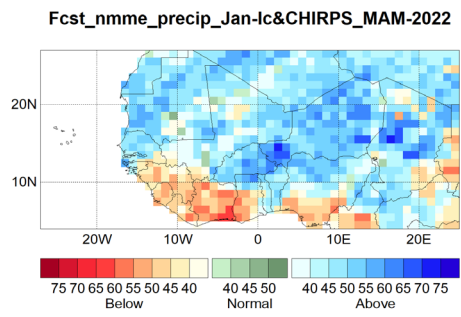 Fcst_nmme_precip_Jan-Ic&CHIRPS_MAM-2022
20N
10N
20W 10W 0 10E 20E
75 70 65 60 55 50 45 40 40 45 50 40 45 50 55 60 65 70 75
Below Normal Above